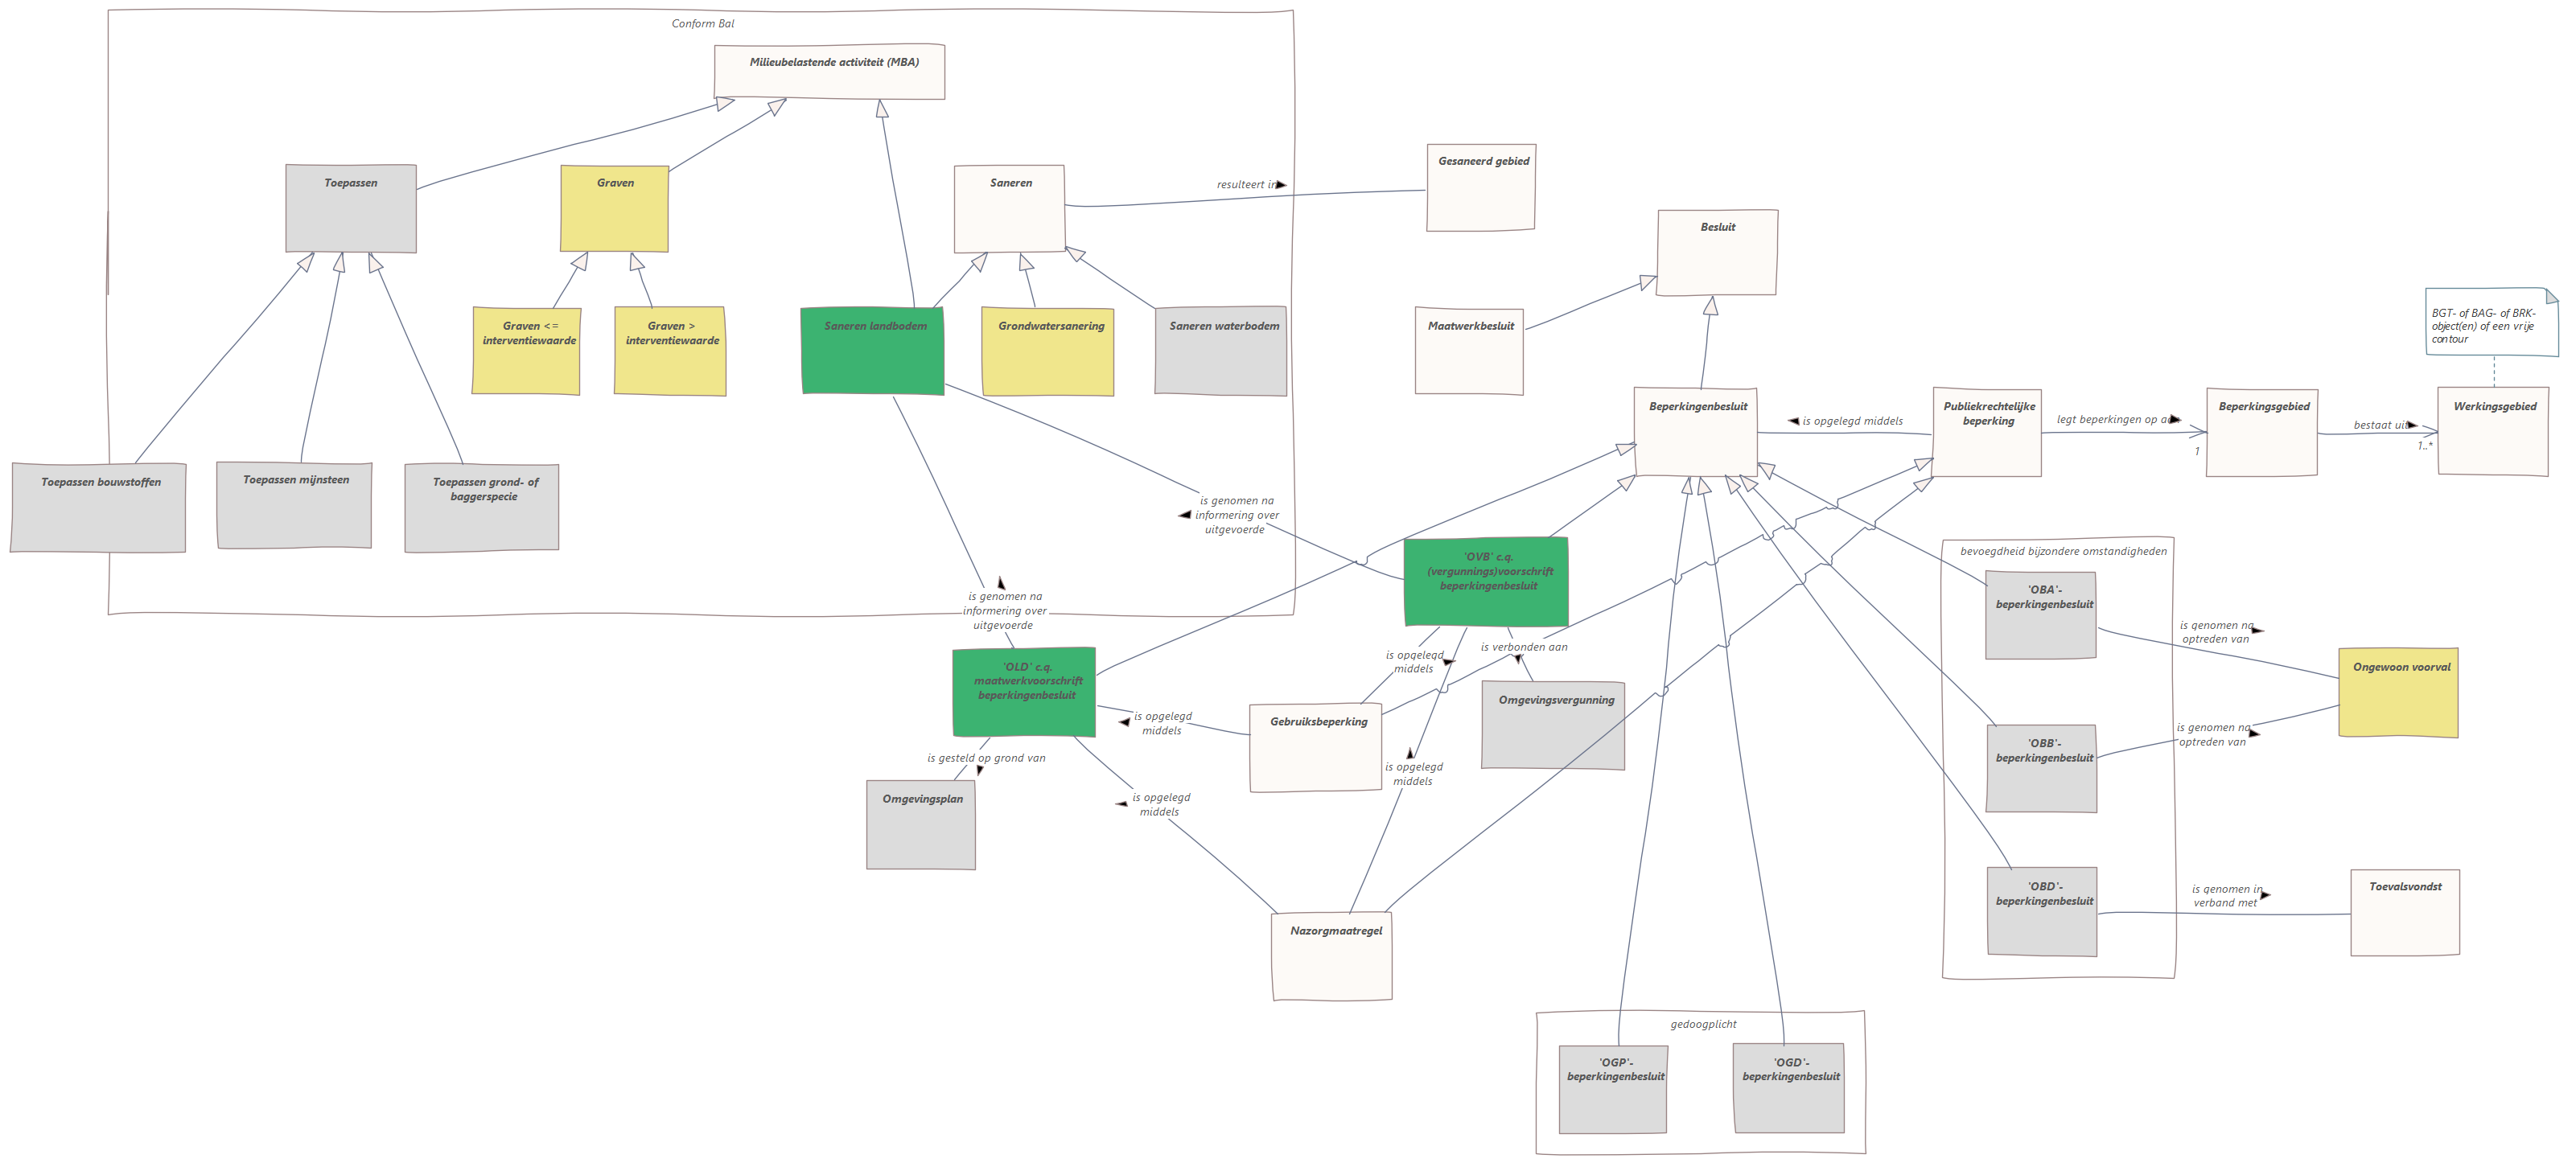 Conform Bal
Milieubelastende activiteit (MBA)
Toepassen
Graven
Saneren
resulteert in
Gesaneerd gebied
Besluit
Graven <=
interventiewaarde
Graven >
interventiewaarde
Saneren landbodem
Grondwatersanering
Saneren waterbodem
Maatwerkbesluit
BGT- of BAG- of BRK-
object(en) of een vrije
contour
Beperkingenbesluit
is opgelegd middels
Publiekrechtelijke
beperking
legt beperkingen op
1
Beperkingsgebied
bestaat uit
1..*
Werkingsgebied
Toepassen bouwstoffen
Toepassen mijnsteen
Toepassen grond- of
baggerspecie
is genomen na
informering over
uitgevoerde
'OVB' c.q.
(vergunnings)voorschrift
beperkingenbesluit
bevoegdheid bijzondere omstandigheden
'OBA'-
beperkingenbesluit
is genomen na
informering over
uitgevoerde
is genomen na
optreden van
'OLD' c.q.
maatwerkvoorschrift
beperkingenbesluit
is opgelegd
middels
is verbonden aan
Ongewoon voorval
Omgevingsvergunning
is opgelegd
middels
Gebruiksbeperking
'OBB'-
beperkingenbesluit
is genomen na
optreden van
is gesteld op grond van
is opgelegd
middels
Omgevingsplan
is opgelegd
middels
'OBD'-
beperkingenbesluit
is genomen in
verband met
Toevalsvondst
Nazorgmaatregel
gedoogplicht
'OGP'-
beperkingenbesluit
'OGD'-
beperkingenbesluit